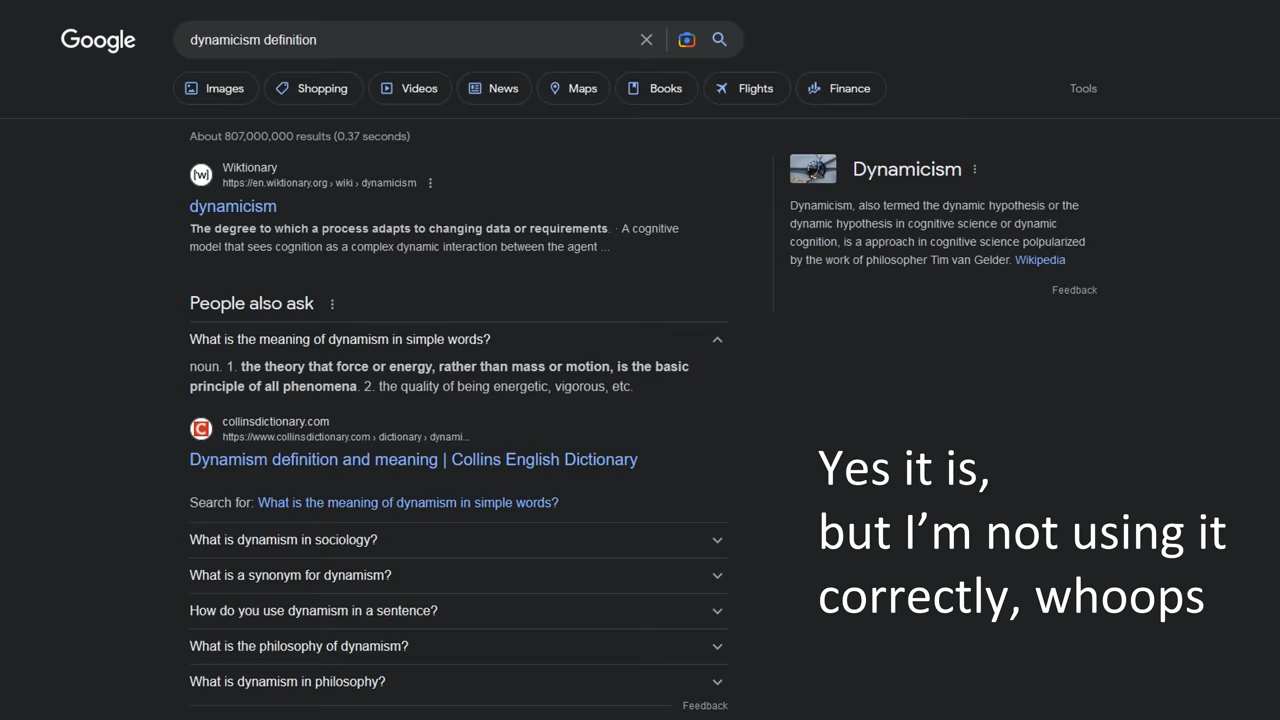 Google
dynamicism definition
Images
Shopping
Videos
News
Maps
Books
Flights
Finance
Tools
About 807,000,000 results (0.37 seconds)
[w]
Wiktionary
https://en.wiktionary.org › wiki › dynamicism
dynamicism
The degree to which a process adapts to changing data or requirements. · A cognitive
model that sees cognition as a complex dynamic interaction between the agent ...
People also ask
What is the meaning of dynamism in simple words?
noun. 1. the theory that force or energy, rather than mass or motion, is the basic
principle of all phenomena. 2. the quality of being energetic, vigorous, etc.
C
collinsdictionary.com
https://www.collinsdictionary.com › dictionary › dynami...
Dynamism definition and meaning | Collins English Dictionary
Search for: What is the meaning of dynamism in simple words?
What is dynamism in sociology?
What is a synonym for dynamism?
How do you use dynamism in a sentence?
What is the philosophy of dynamism?
What is dynamism in philosophy?
Feedback
Dynamicism
Dynamicism, also termed the dynamic hypothesis or the
dynamic hypothesis in cognitive science or dynamic
cognition, is a approach in cognitive science polpularized
by the work of philosopher Tim van Gelder. Wikipedia
Feedback
Yes it is,
but I’m not using it
correctly, whoops